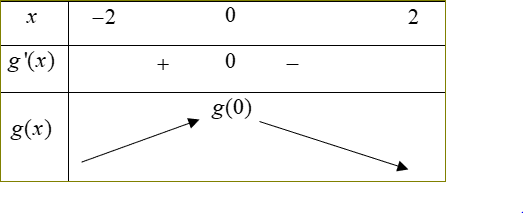 x −2 0 2
g'(x) + 0 −
g(0)
g(x)